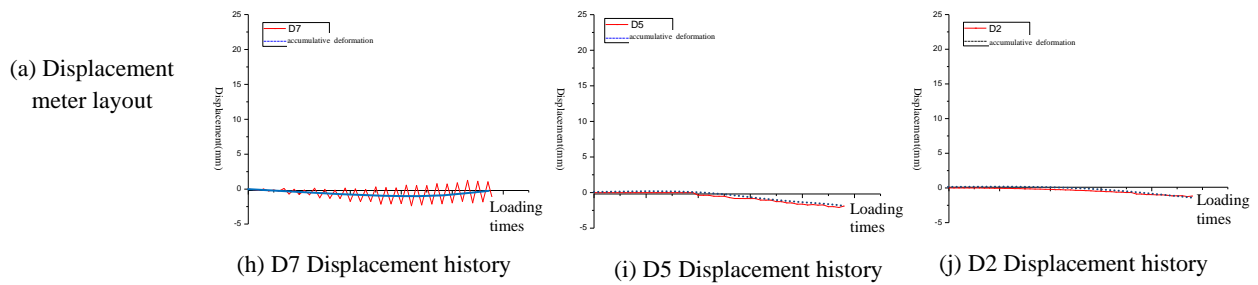 (a) Displacement
meter layout
25
20
15
10
5
0
-5
Displacement(mm)
D7
accumulative deformation
Loading
times
(h) D7 Displacement history
25
20
15
10
5
0
-5
Displacement(mm)
D5
accumulative deformation
Loading
times
(i) D5 Displacement history
25
20
15
10
5
0
-5
Displacement(mm)
D2
accumulative deformation
Loading
times
(j) D2 Displacement history